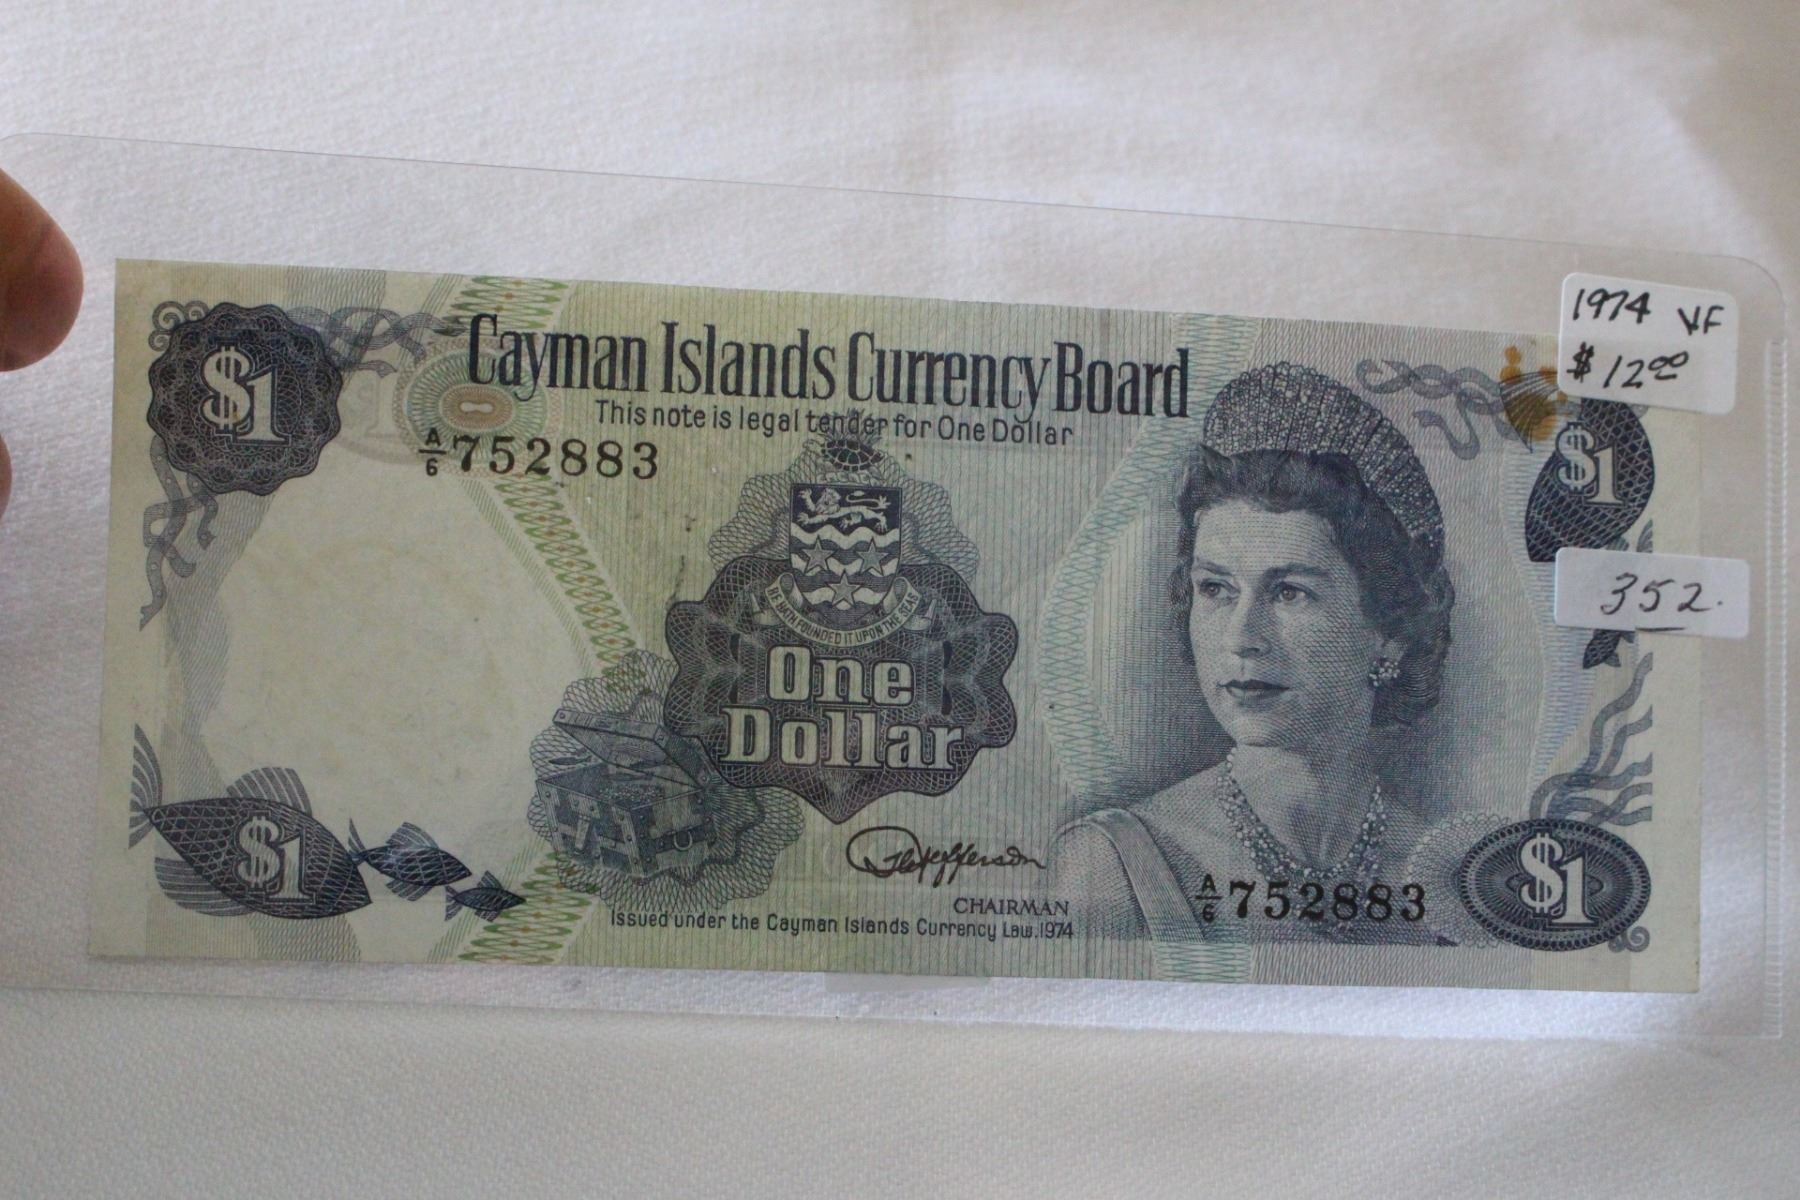 1974 VF
$1200
$1
Cayman Islands Currency Board
This note is legal tender for One Dollar
A/6 752883
$1
352.
HE HATH FOUNDED IT UPON THE SEAS
One
Dollar
$1
CHAIRMAN
A/6 752883
$1
Issued under the Cayman Islands Currency Law, 1974